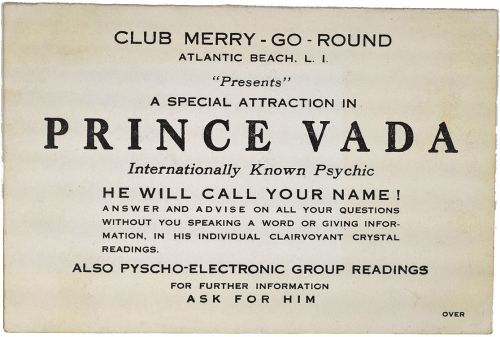 CLUB MERRY-GO-ROUND
ATLANTIC BEACH. L. I.
"Presents"
A SPECIAL ATTRACTION IN
PRINCE VADA
Internationally Known Psychic
HE WILL CALL YOUR NAME!
ANSWER AND ADVISE ON ALL YOUR QUESTIONS
WITHOUT YOU SPEAKING A WORD OR GIVING INFOR-
MATION, IN HIS INDIVIDUAL CLAIRVOYANT CRYSTAL
READINGS.
ALSO PYSCHO-ELECTRONIC GROUP READINGS
FOR FURTHER INFORMATION
ASK FOR HIM
OVER